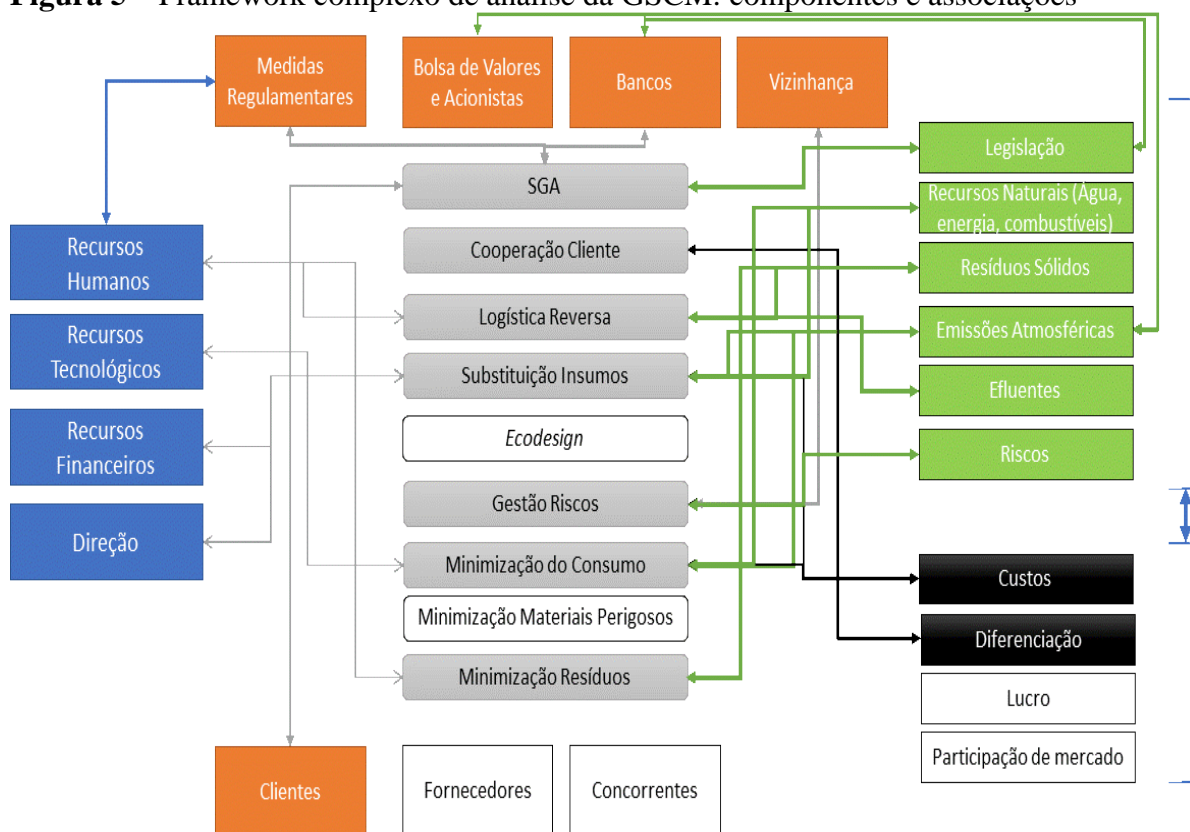 Figura 5 – Framework complexo de análise da GSCM: componentes e associações
Medidas
Regulamentares
Bolsa de Valores
e Acionistas
Bancos
Vizinhança
Legislação
SGA
Recursos Naturais (Água,
energia, combustíveis)
Recursos
Humanos
Cooperação Cliente
Resíduos Sólidos
Logística Reversa
Emissões Atmosféricas
Recursos
Tecnológicos
Substituição Insumos
Efluentes
Recursos
Financeiros
Ecodesign
Riscos
Gestão Riscos
Direção
Minimização do Consumo
Custos
Minimização Materiais Perigosos
Diferenciação
Minimização Resíduos
Lucro
Participação de mercado
Clientes
Fornecedores
Concorrentes